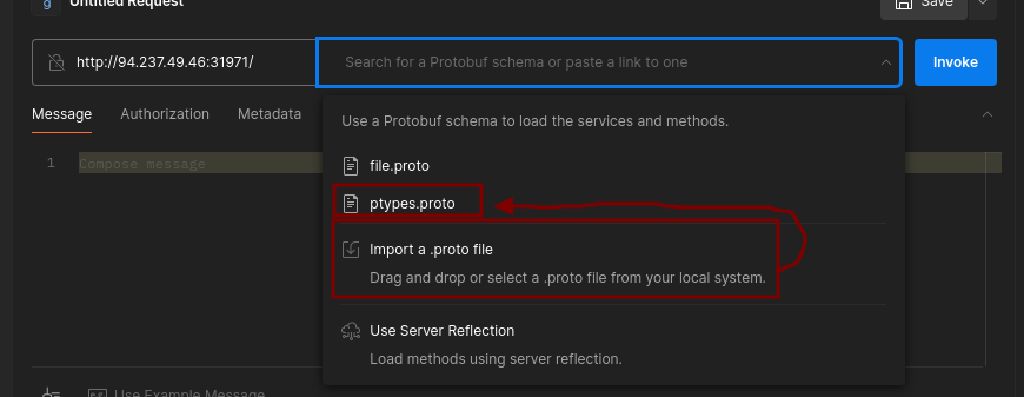 g Untitled Request
Save
http://94.237.49.46:31971/
Search for a Protobuf schema or paste a link to one
Invoke
Message Authorization Metadata
Use a Protobuf schema to load the services and methods.
1 Compose message
file.proto
ptypes.proto
Import a .proto file
Drag and drop or select a .proto file from your local system.
Use Server Reflection
Load methods using server reflection.
Use Example Message